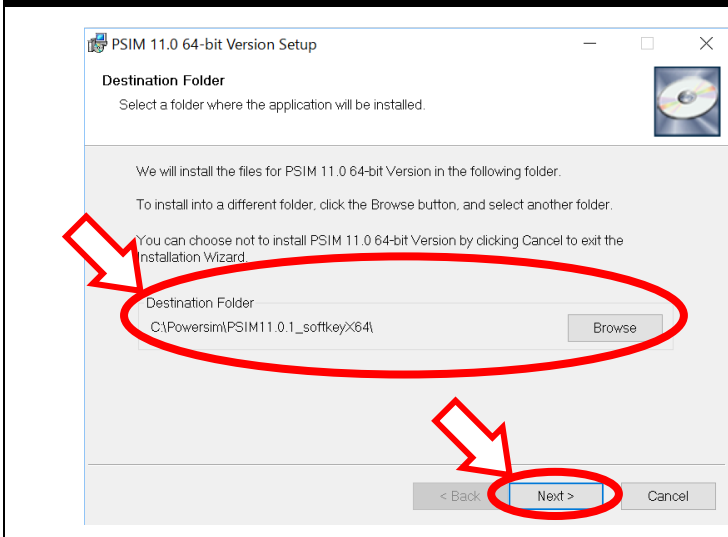 PSIM 11.0 64-bit Version Setup
Destination Folder
Select a folder where the application will be installed.
We will install the files for PSIM 11.0 64-bit Version in the following folder.
To install into a different folder, click the Browse button, and select another folder.
You can choose not to install PSIM 11.0 64-bit Version by clicking Cancel to exit the
Installation Wizard.
Destination Folder
C:\Powersim\PSIM11.0.1_softkeyX64\
Browse
< Back
Next >
Cancel